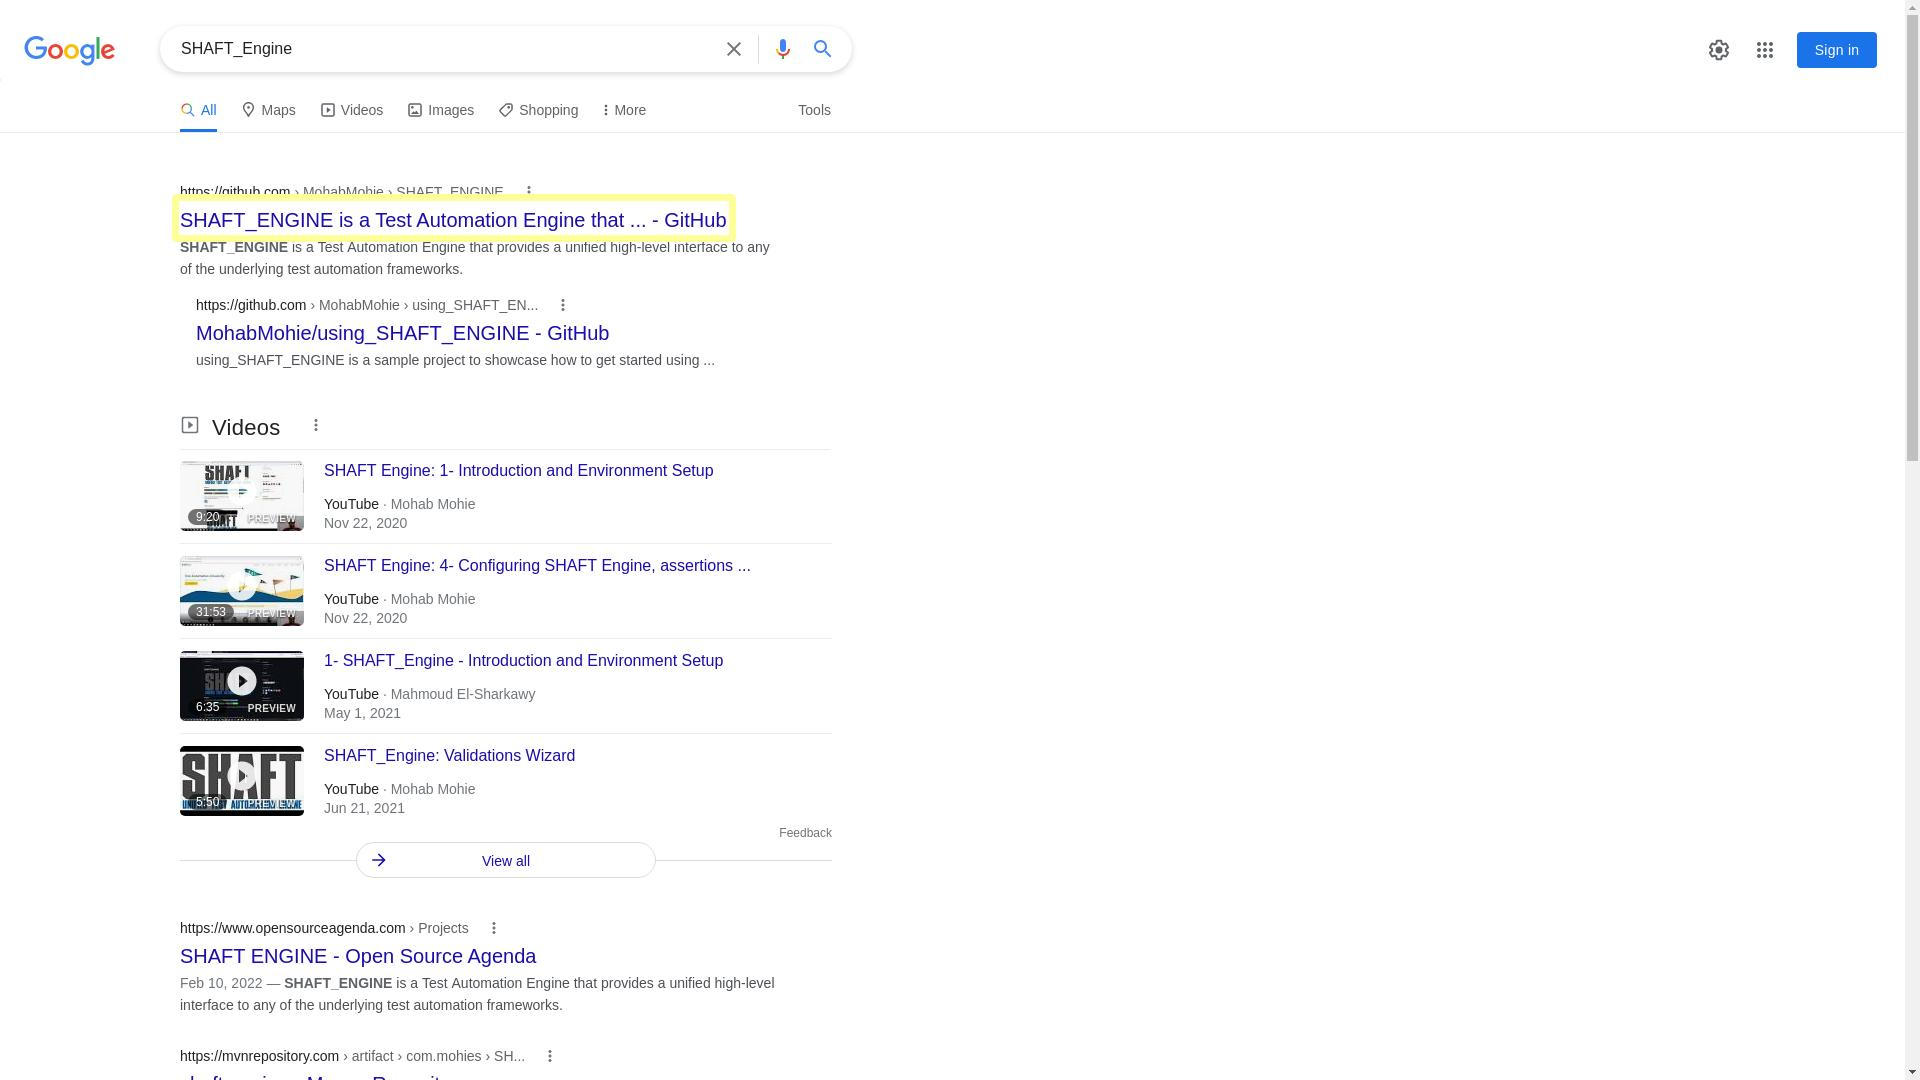 Google
SHAFT_Engine
Sign in
All
Maps
Videos
Images
Shopping
More
Tools
https://github.com › MohabMohie › SHAFT_ENGINE
SHAFT_ENGINE is a Test Automation Engine that ... - GitHub
SHAFT_ENGINE is a Test Automation Engine that provides a unified high-level interface to any
of the underlying test automation frameworks.
https://github.com › MohabMohie › using_SHAFT_EN...
MohabMohie/using_SHAFT_ENGINE - GitHub
using_SHAFT_ENGINE is a sample project to showcase how to get started using ...
Videos
SHAFT
9:20
PREVIEW
SHAFT Engine: 1- Introduction and Environment Setup
YouTube · Mohab Mohie
Nov 22, 2020
31:53
PREVIEW
SHAFT Engine: 4- Configuring SHAFT Engine, assertions ...
YouTube · Mohab Mohie
Nov 22, 2020
6:35
PREVIEW
1- SHAFT_Engine - Introduction and Environment Setup
YouTube · Mahmoud El-Sharkawy
May 1, 2021
SHAFT
5:50
PREVIEW
SHAFT_Engine: Validations Wizard
YouTube · Mohab Mohie
Jun 21, 2021
Feedback
View all
https://www.opensourceagenda.com › Projects
SHAFT ENGINE - Open Source Agenda
Feb 10, 2022 — SHAFT_ENGINE is a Test Automation Engine that provides a unified high-level
interface to any of the underlying test automation frameworks.
https://mvnrepository.com › artifact › com.mohies › SH...